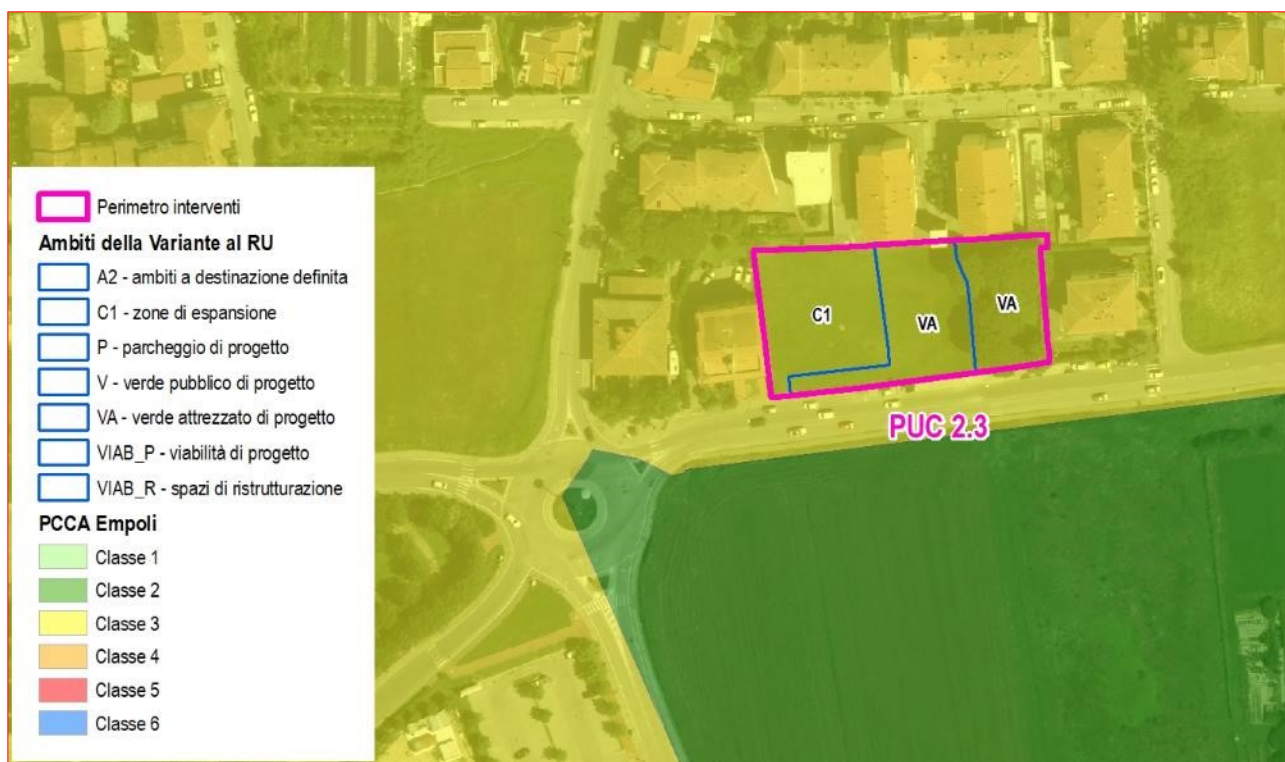 Perimetro interventi
Ambiti della Variante al RU
A2 - ambiti a destinazione definita
C1 - zone di espansione
P - parcheggio di progetto
V - verde pubblico di progetto
VA - verde attrezzato di progetto
VIAB_P - viabilità di progetto
VIAB_R - spazi di ristrutturazione
PCCA Empoli
Classe 1
Classe 2
Classe 3
Classe 4
Classe 5
Classe 6
C1
VA
VA
PUC 2.3